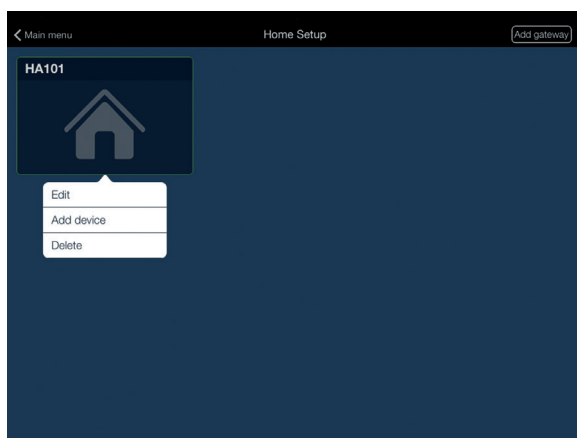 Main menu
Home Setup
Add gateway
HA101
Edit
Add device
Delete